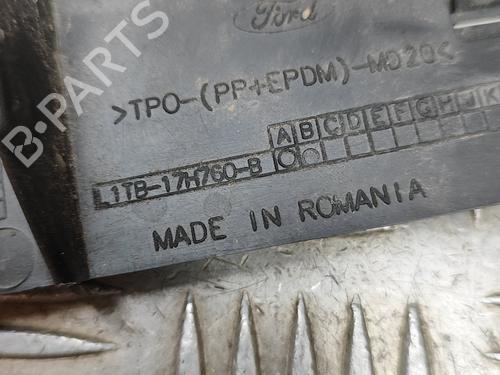 Ford
>TPO-(PP+EPDM)-MD20<
A B C D E F G H J K
L1TB-17H760-B
MADE IN ROMANIA
B-PARTS